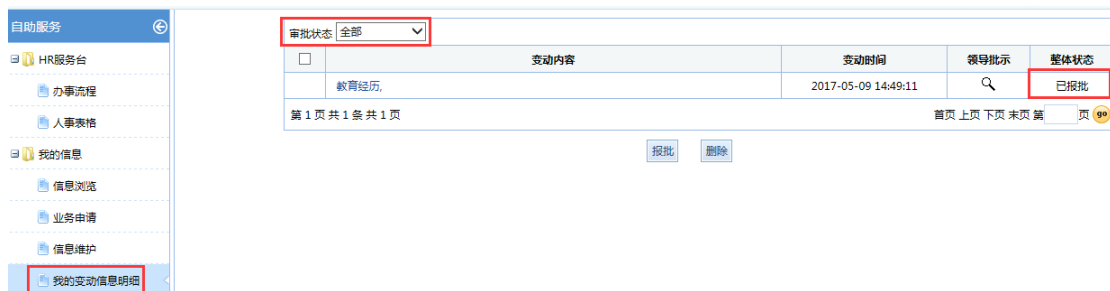 自助服务
HR服务台
办事流程
人事表格
我的信息
信息浏览
业务申请
信息维护
我的变动信息明细
审批状态 全部
变动内容 变动时间 领导批示 整体状态
教育经历, 2017-05-09 14:49:11 已报批
第 1 页 共 1 条 共 1 页 首页 上页 下页 末页 第 页 go
报批 删除